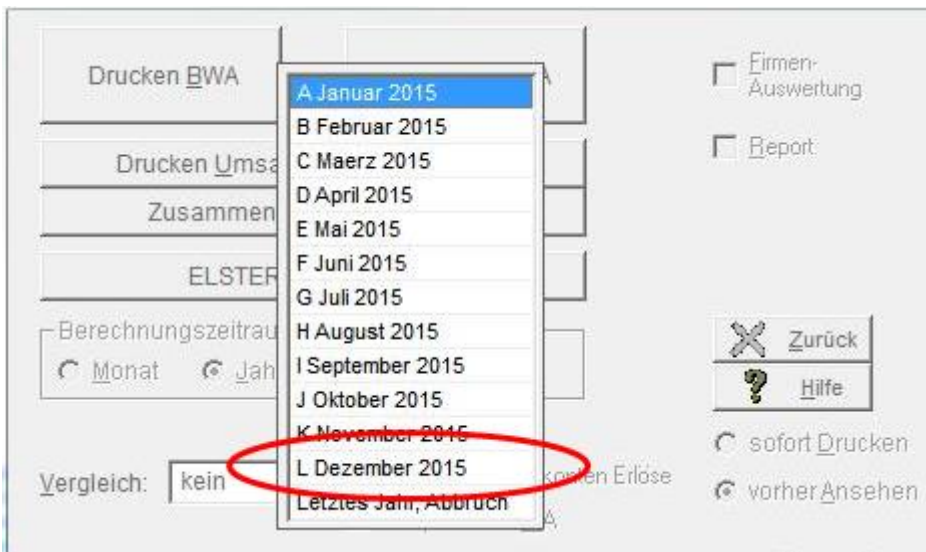 Drucken BWA
A
Firmen-
Auswertung
Report
A Januar 2015
B Februar 2015
C Maerz 2015
D April 2015
E Mai 2015
F Juni 2015
G Juli 2015
H August 2015
I September 2015
J Oktober 2015
K November 2015
L Dezember 2015
Letztes Jahr, Abbruch
Drucken Umsa
Zusammen
ELSTER
Berechnungszeitrau
Monat
Jah
Zurück
Hilfe
Vergleich:
kein
konten Erlöse
A
sofort Drucken
vorher Ansehen